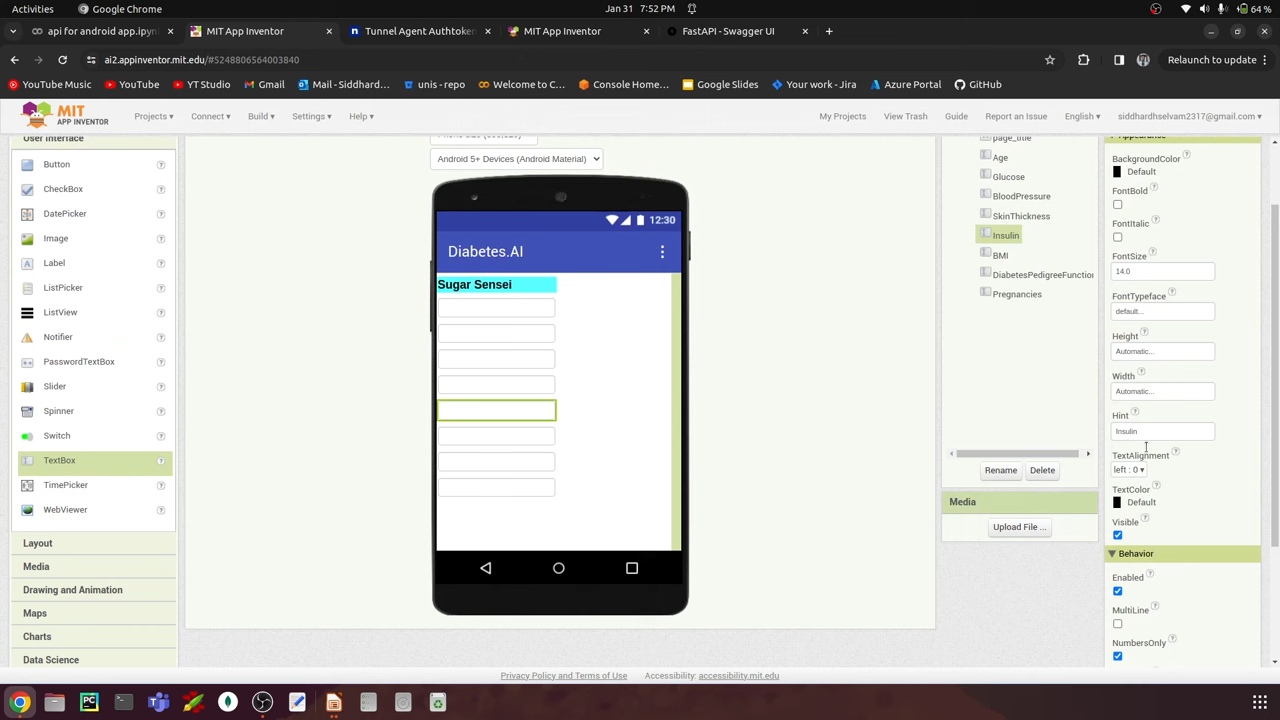 Activities
Google Chrome
Jan 31 7:52 PM
64 %
api for android app.ipyn
MIT App Inventor
Tunnel Agent Authtoken
MIT App Inventor
FastAPI - Swagger UI
ai2.appinventor.mit.edu/#5248806564003840
Relaunch to update
YouTube Music
YouTube
YT Studio
Gmail
Mail - Siddhard...
unis - repo
Welcome to C...
Console Home...
Google Slides
Your work - Jira
Azure Portal
GitHub
MIT
APP INVENTOR
Projects
Connect
Build
Settings
Help
My Projects
View Trash
Guide
Report an Issue
English
siddhardhselvam2317@gmail.com
User Interface
Button
CheckBox
DatePicker
Image
Label
ListPicker
ListView
Notifier
PasswordTextBox
Slider
Spinner
Switch
TextBox
TimePicker
WebViewer
Layout
Media
Drawing and Animation
Maps
Charts
Data Science
Android 5+ Devices (Android Material)
12:30
Diabetes.AI
Sugar Sensei
page_title
Age
Glucose
BloodPressure
SkinThickness
Insulin
BMI
DiabetesPedigreeFunction
Pregnancies
Rename
Delete
Media
Upload File ...
Appearance
BackgroundColor
Default
FontBold
FontItalic
FontSize
14.0
FontTypeface
default...
Height
Automatic...
Width
Automatic...
Hint
Insulin
TextAlignment
left : 0
TextColor
Default
Visible
Behavior
Enabled
MultiLine
NumbersOnly
Privacy Policy and Terms of Use
Accessibility: accessibility.mit.edu